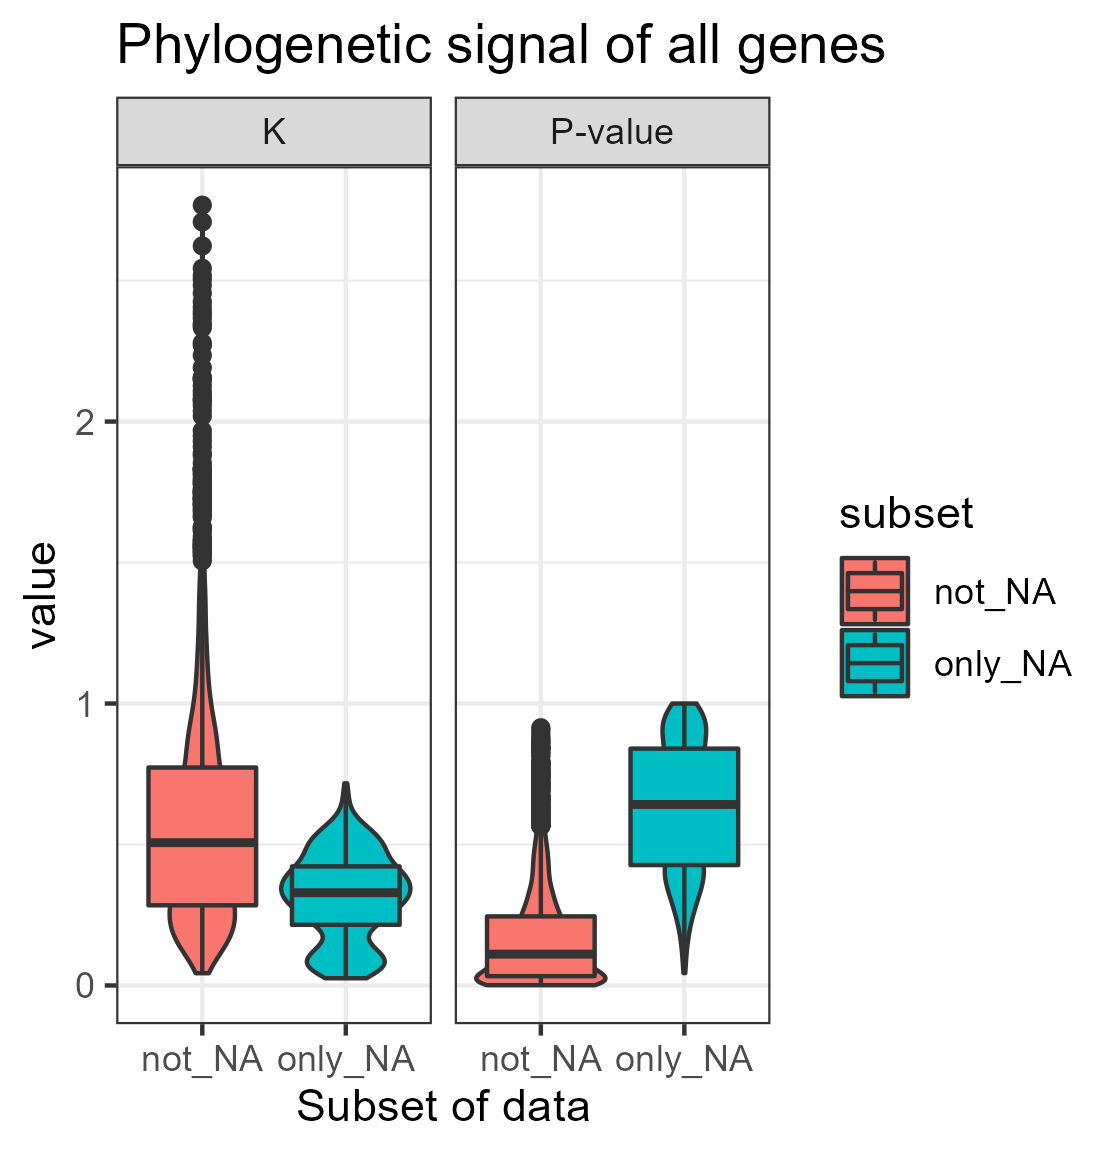 Phylogenetic signal of all genes
K
P-value
value
2
1
0
not_NA
only_NA
not_NA
only_NA
Subset of data
subset
not_NA
only_NA